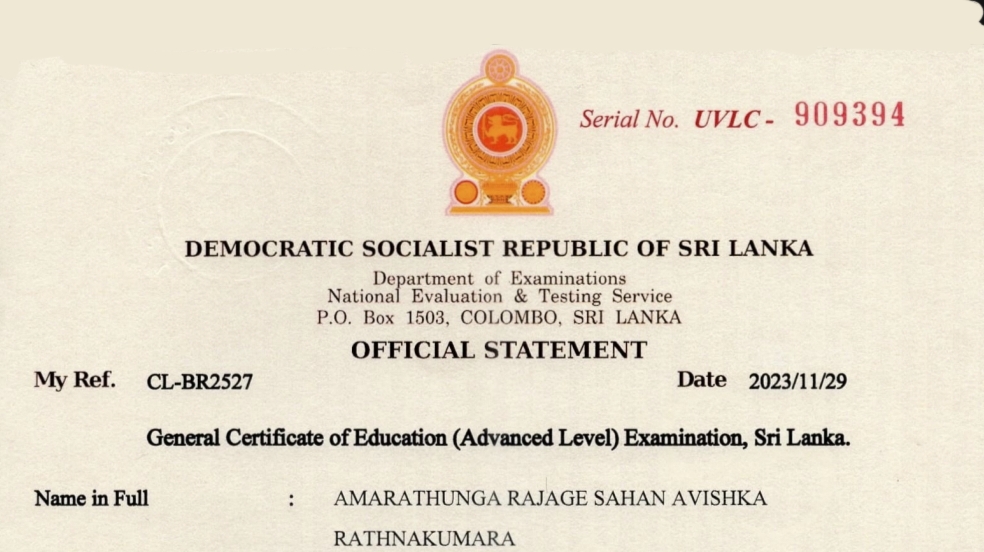 Serial No. UVLC - 909394
DEMOCRATIC SOCIALIST REPUBLIC OF SRI LANKA
Department of Examinations
National Evaluation & Testing Service
P.O. Box 1503, COLOMBO, SRI LANKA
OFFICIAL STATEMENT
My Ref. CL-BR2527 Date 2023/11/29
General Certificate of Education (Advanced Level) Examination, Sri Lanka.
Name in Full : AMARATHUNGA RAJAGE SAHAN AVISHKA
RATHNAKUMARA